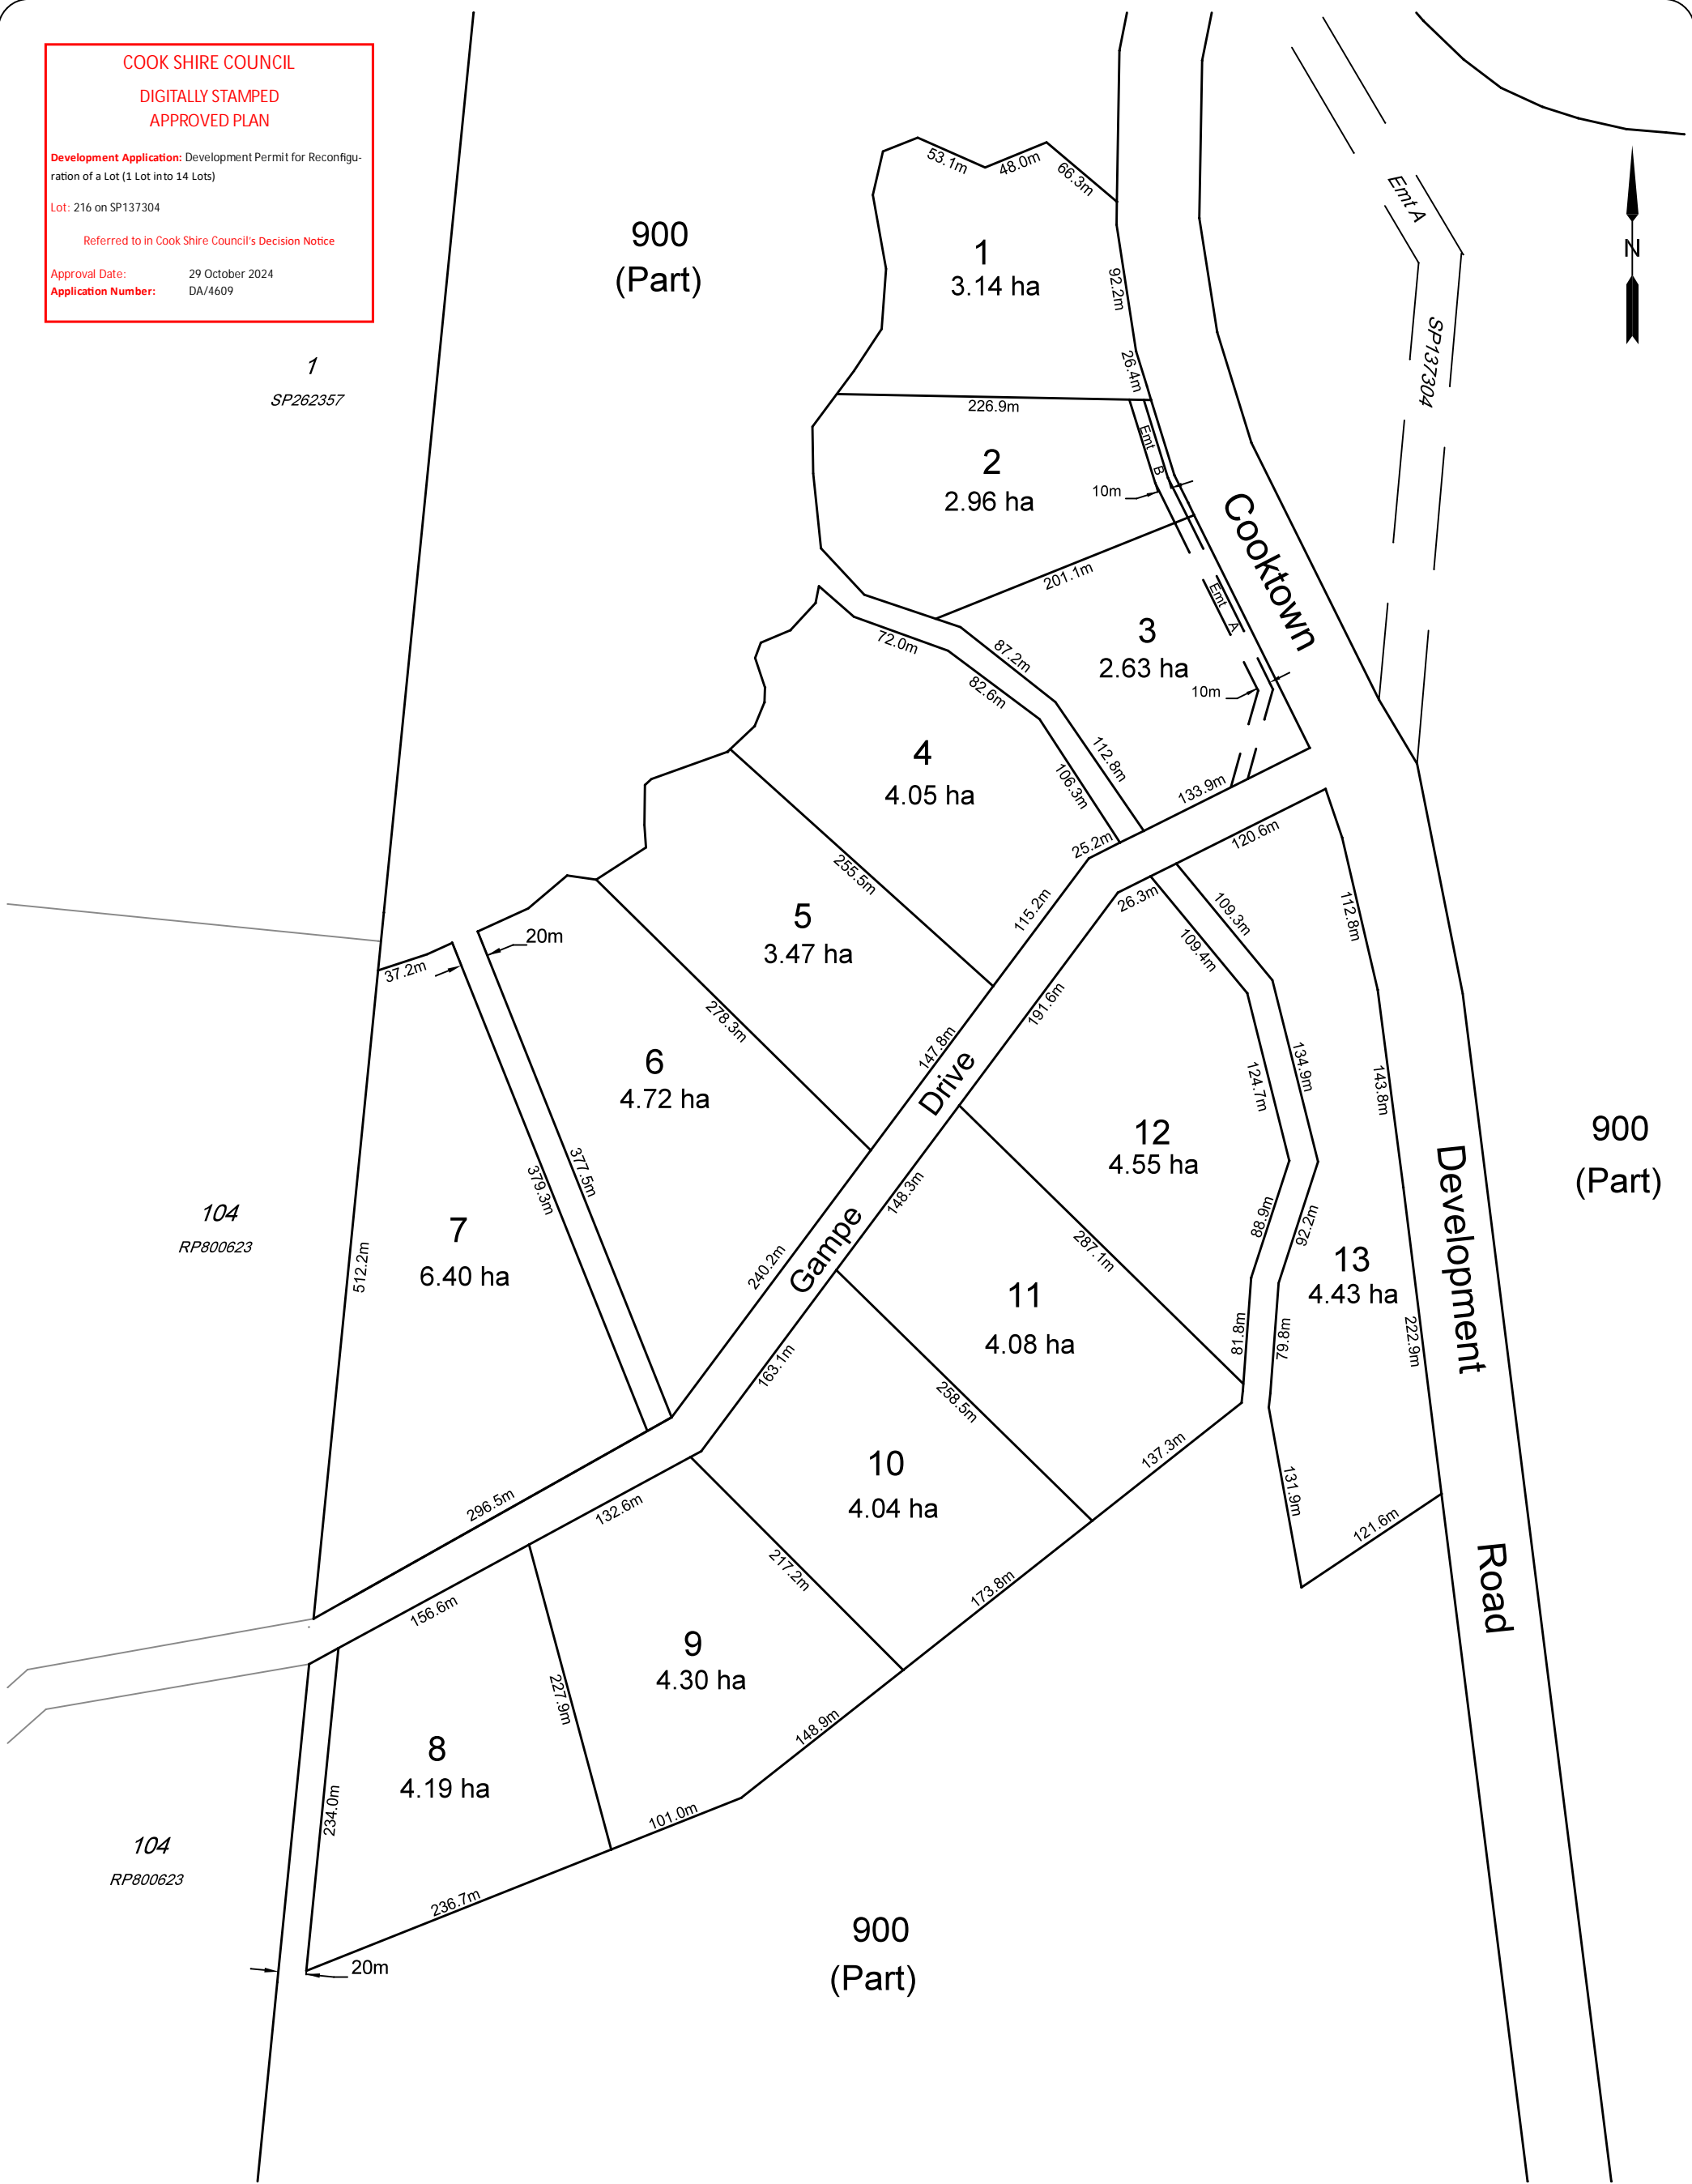 COOK SHIRE COUNCIL
DIGITALLY STAMPED
APPROVED PLAN
Development Application: Development Permit for Reconfigu-
ration of a Lot (1 Lot into 14 Lots)
Lot: 216 on SP137304
Referred to in Cook Shire Council's Decision Notice
Approval Date: 29 October 2024
Application Number: DA/4609
1
SP262357
900
(Part)
53.1m
48.0m
66.3m
1
3.14 ha
92.2m
26.4m
226.9m
Emt A
SP137304
N
2
2.96 ha
Emt B
10m
201.1m
Cooktown
3
2.63 ha
Emt A
10m
72.0m
87.2m
82.6m
112.8m
106.3m
133.9m
4
4.05 ha
25.2m
120.6m
255.5m
115.2m
26.3m
109.3m
109.4m
112.8m
5
3.47 ha
20m
37.2m
278.3m
147.8m
191.6m
Drive
6
4.72 ha
124.7m
134.9m
143.8m
12
4.55 ha
900
(Part)
379.3m
377.5m
104
RP800623
7
6.40 ha
512.2m
240.2m
Gampe
148.3m
287.1m
88.9m
92.2m
13
4.43 ha
Development
11
4.08 ha
81.8m
79.8m
222.9m
163.1m
258.5m
10
4.04 ha
137.3m
131.9m
121.6m
296.5m
132.6m
217.2m
173.8m
Road
156.6m
9
4.30 ha
227.9m
148.9m
8
4.19 ha
234.0m
101.0m
104
RP800623
236.7m
20m
900
(Part)